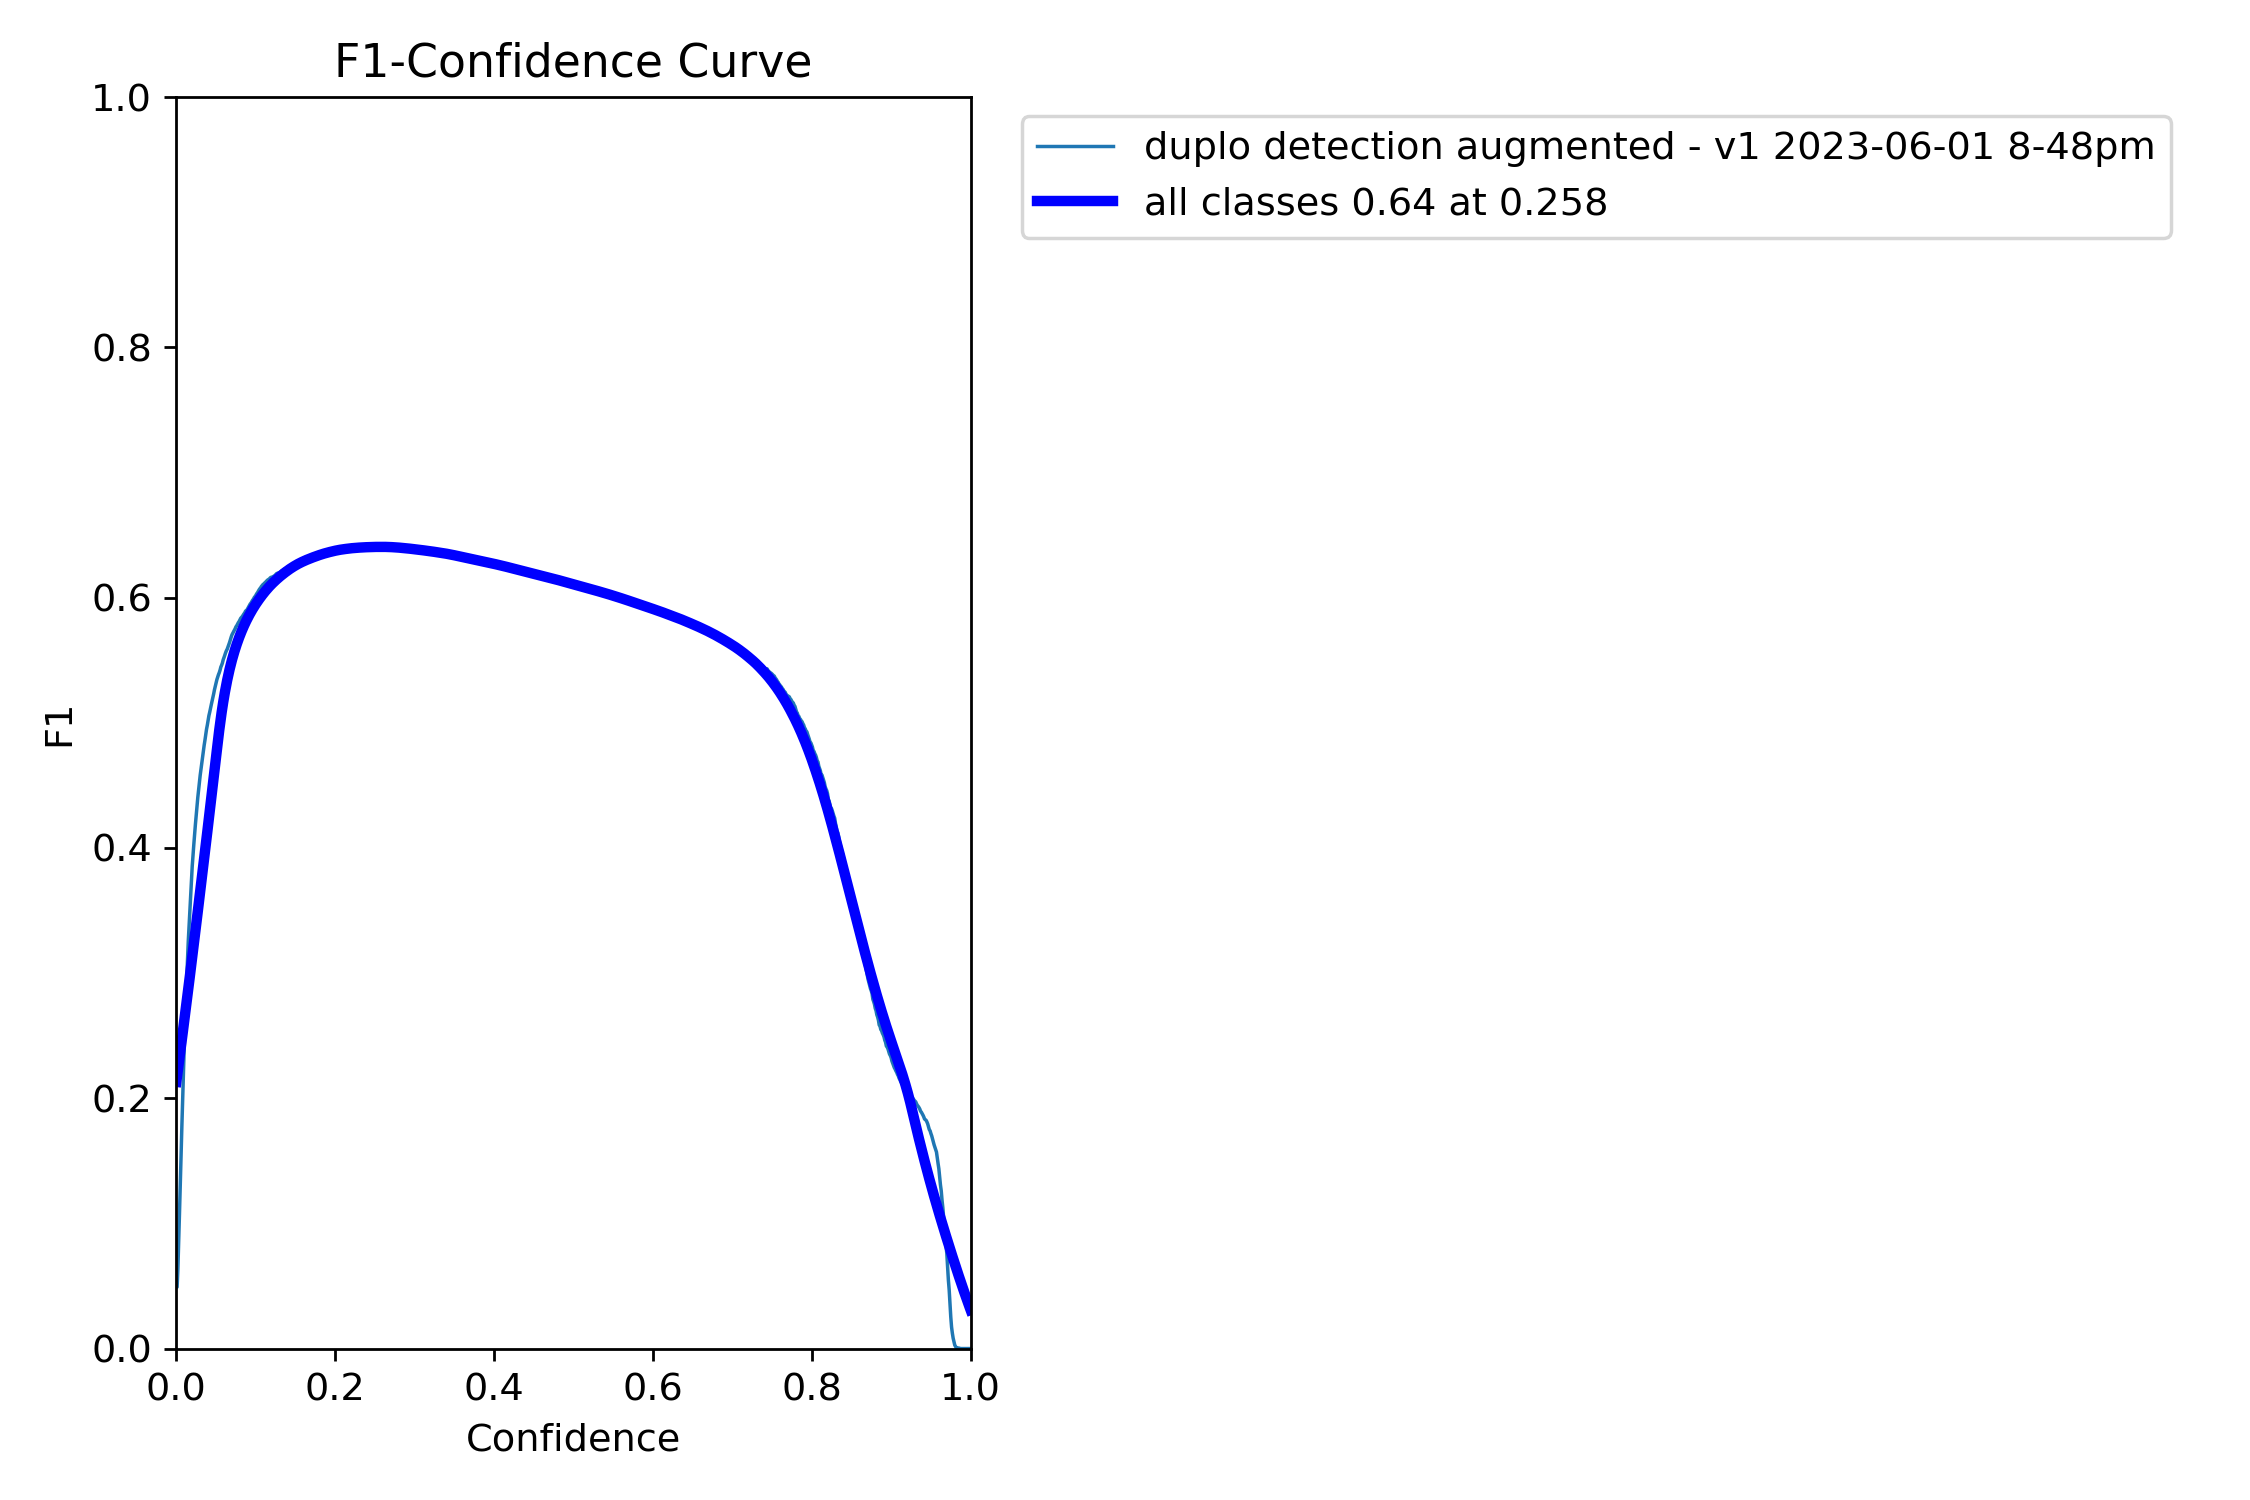 F1-Confidence Curve
1.0
0.8
0.6
0.4
0.2
0.0
F1
0.0 0.2 0.4 0.6 0.8 1.0
Confidence
duplo detection augmented - v1 2023-06-01 8-48pm
all classes 0.64 at 0.258